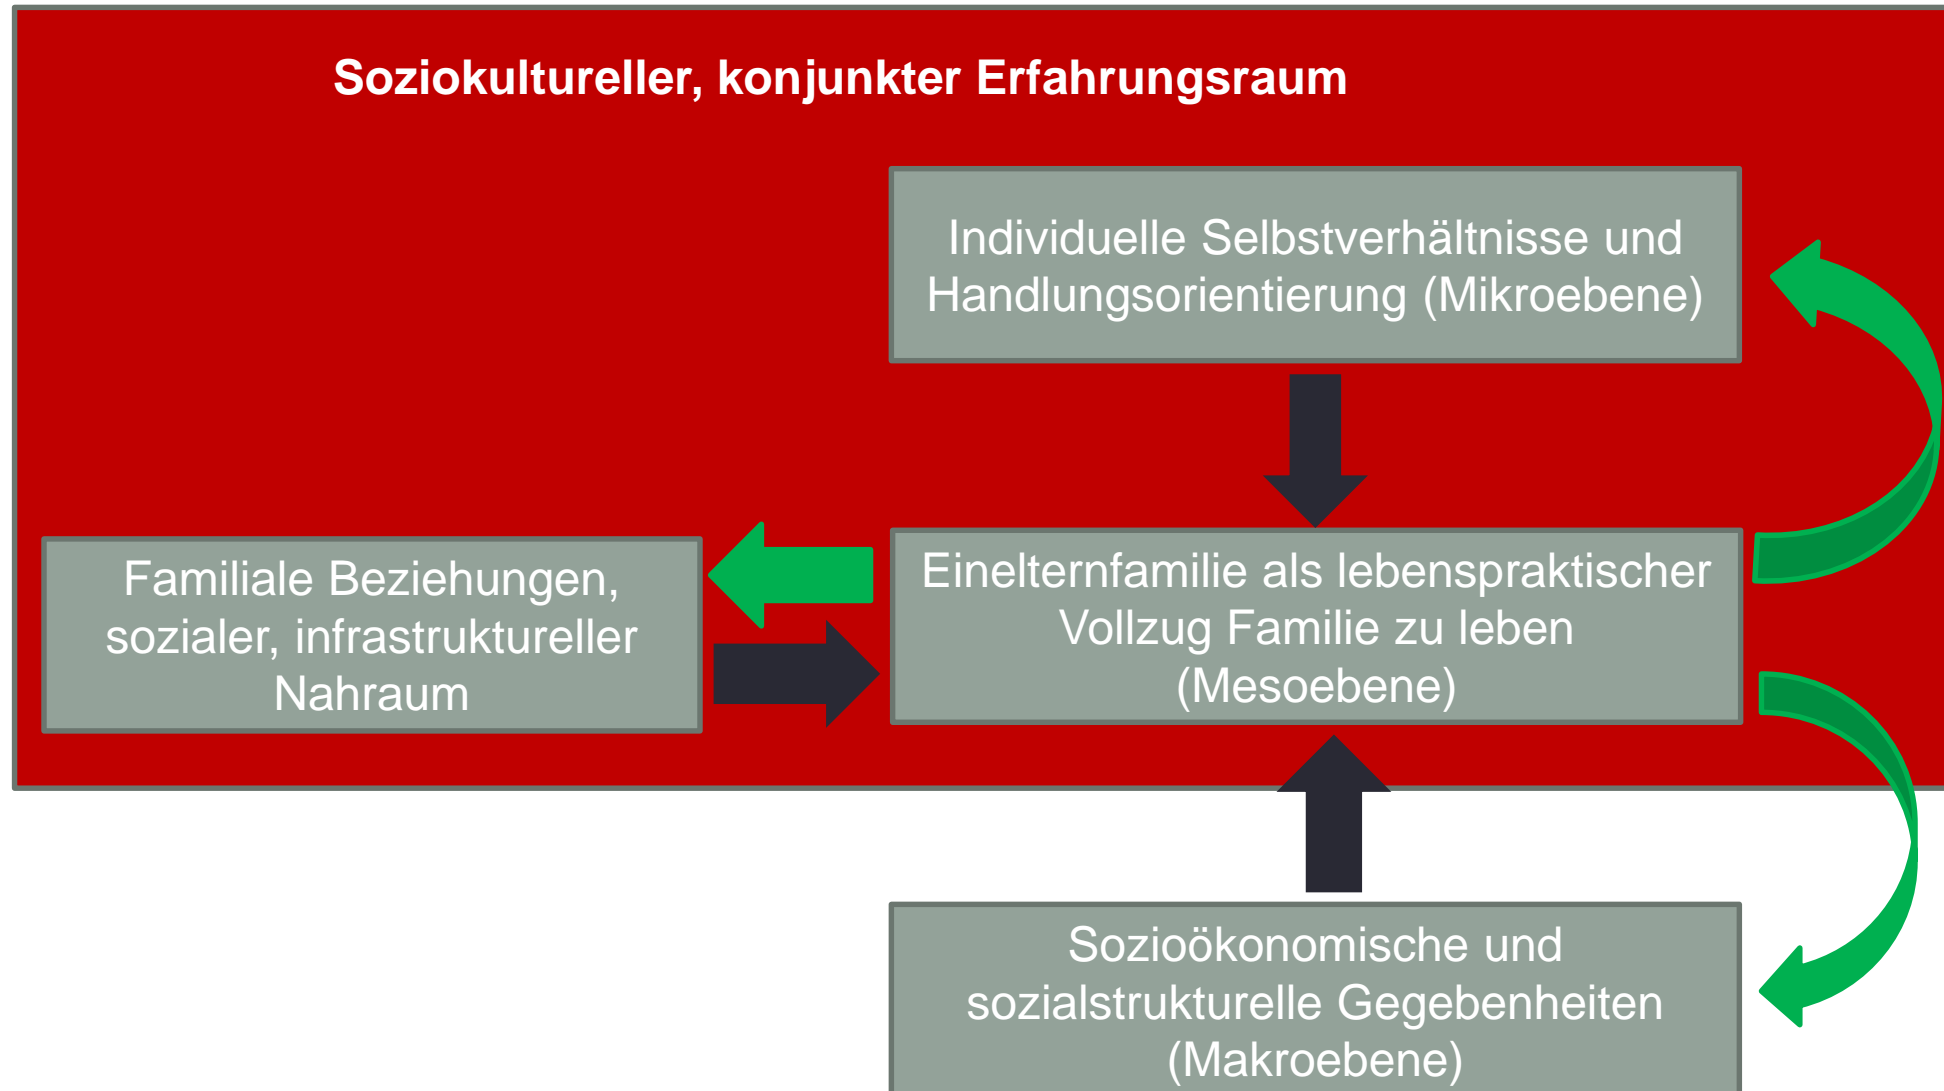 Soziokultureller, konjunkter Erfahrungsraum
Individuelle Selbstverhältnisse und
Handlungsorientierung (Mikroebene)
Familiale Beziehungen,
sozialer, infrastruktureller
Nahraum
Einelternfamilie als lebenspraktischer
Vollzug Familie zu leben
(Mesoebene)
Sozioökonomische und
sozialstrukturelle Gegebenheiten
(Makroebene)